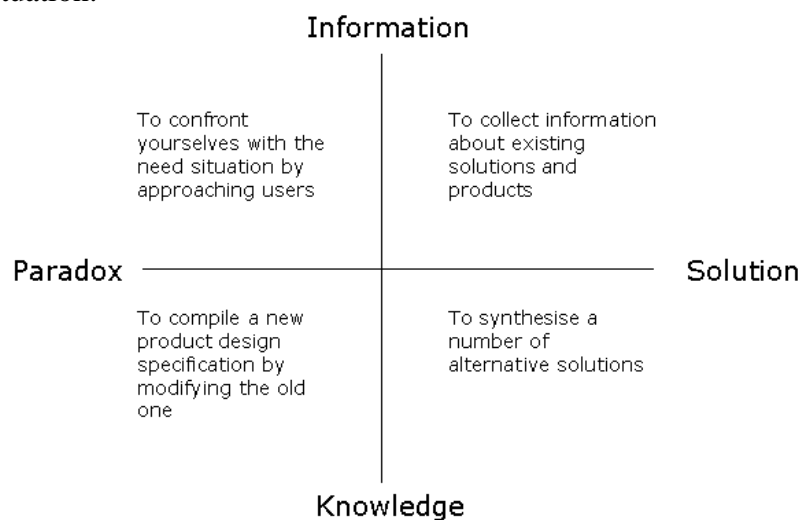 Information
To confront
yourselves with the
need situation by
approaching users
To collect information
about existing
solutions and
products
Paradox
Solution
To compile a new
product design
specification by
modifying the old
one
To synthesise a
number of
alternative solutions
Knowledge